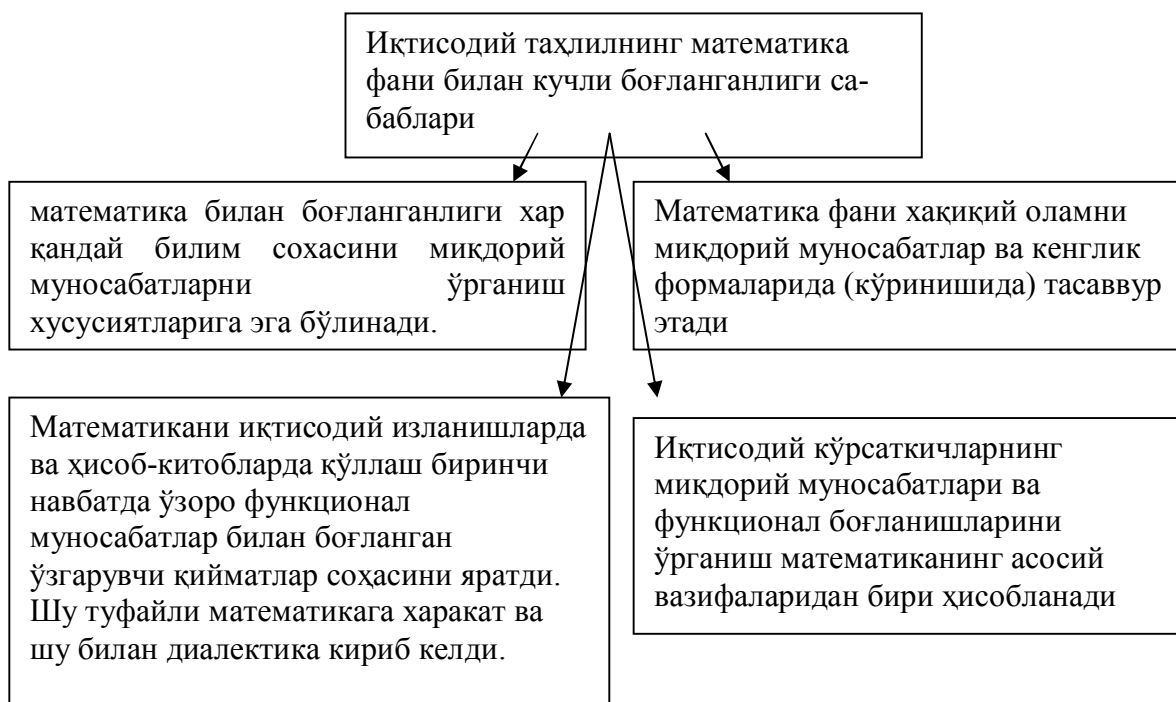 Иқтисодий таҳлилнинг математика
фани билан кучли боғланганлиги са-
баблари
математика билан боғланганлиги хар
қандай билим сохасини миқдорий
муносабатларни ўрганиш
хусусиятларига эга бўлинади.
Математика фани хақиқий оламни
миқдорий муносабатлар ва кенглик
формаларида (кўринишида) тасаввур
этади
Математикани иқтисодий изланишларда
ва ҳисоб-китобларда қўллаш биринчи
навбатда ўзоро функционал
муносабатлар билан боғланган
ўзгарувчи қийматлар соҳасини яратди.
Шу туфайли математикага харакат ва
шу билан диалектика кириб келди.
Иқтисодий кўрсаткичларнинг
миқдорий муносабатлари ва
функционал боғланишларини
ўрганиш математиканинг асосий
вазифаларидан бири ҳисобланади